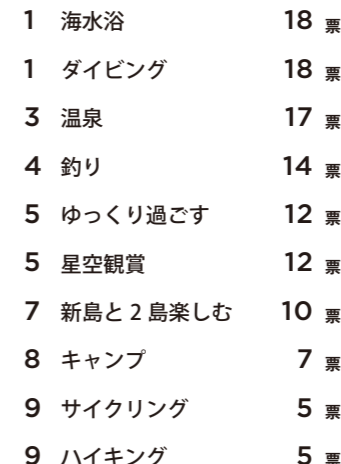 1 海水浴 18 票
1 ダイビング 18 票
3 温泉 17 票
4 釣り 14 票
5 ゆっくり過ごす 12 票
5 星空観賞 12 票
7 新島と2島楽しむ 10 票
8 キャンプ 7 票
9 サイクリング 5 票
9 ハイキング 5 票